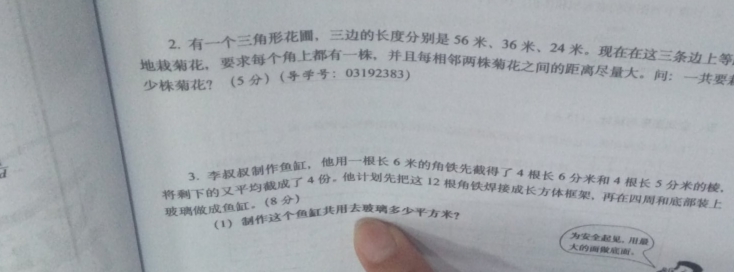 2. 有一个三角形花圃，三边的长度分别是 56 米、36 米、24 米。现在在这三条边上等
地栽菊花，要求每个角上都有一株，并且每相邻两株菊花之间的距离尽量大。问：一共要
少株菊花？（5 分）（导学号：03192383）
3. 李叔叔制作鱼缸，他用一根长 6 米的角铁先截得了 4 根长 6 分米和 4 根长 5 分米的棱，
将剩下的又平均截成了 4 份。他计划先把这 12 根角铁焊接成长方体框架，再在四周和底部装上
玻璃做成鱼缸。(8 分)
(1) 制作这个鱼缸共用去玻璃多少平方米？
为安全起见，用最
大的面做底面。